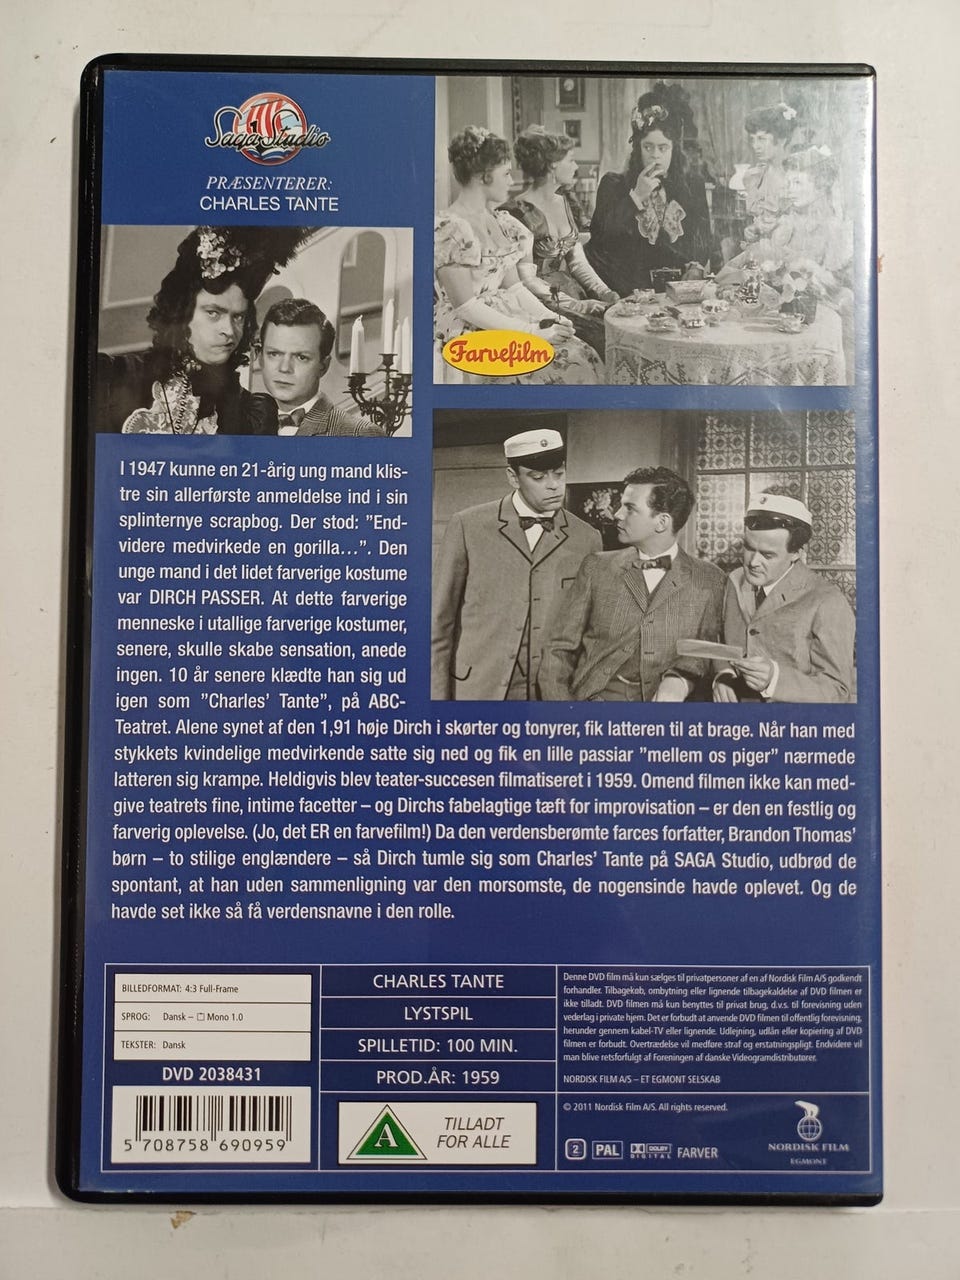 Saga Studio
PRÆSENTERER:
CHARLES TANTE
Farvefilm
I 1947 kunne en 21-årig ung mand klis-
tre sin allerførste anmeldelse ind i sin
splinternye scrapbog. Der stod: ”End-
videre medvirkede en gorilla...”. Den
unge mand i det lidet farverige kostume
var DIRCH PASSER. At dette farverige
menneske i utallige farverige kostumer,
senere, skulle skabe sensation, anede
ingen. 10 år senere klædte han sig ud
igen som ”Charles’ Tante”, på ABC-
Teatret. Alene synet af den 1,91 høje Dirch i skørter og tonyrer, fik latteren til at brage. Når han med
stykkets kvindelige medvirkende satte sig ned og fik en lille passiar ”mellem os piger” nærmede
latteren sig krampe. Heldigvis blev teater-succesen filmatiseret i 1959. Omend filmen ikke kan med-
give teatrets fine, intime facetter – og Dirchs fabelagtige tæft for improvisation – er den en festlig og
farverig oplevelse. (Jo, det ER en farvefilm!) Da den verdensberømte farces forfatter, Brandon Thomas’
børn – to stilige englændere – så Dirch tumle sig som Charles’ Tante på SAGA Studio, udbrød de
spontant, at han uden sammenligning var den morsomste, de nogensinde havde oplevet. Og de
havde set ikke så få verdensnavne i den rolle.
BILLEDFORMAT: 4:3 Full-Frame
SPROG: Dansk – Mono 1.0
TEKSTER: Dansk
DVD 2038431
5 708758 690959
CHARLES TANTE
LYSTSPIL
SPILLETID: 100 MIN.
PROD.ÅR: 1959
A
TILLADT
FOR ALLE
Denne DVD film må kun sælges til privatpersoner af en af Nordisk Film A/S godkendt
forhandler. Tilbagekøb, ombytning eller lignende tilbagekaldelse af DVD filmen er
ikke tilladt. DVD filmen må kun benyttes til privat brug, d.v.s. til forevisning uden
vederlag i private hjem. Det er forbudt at anvende DVD filmen til offentlig forevisning,
herunder gennem kabel-TV eller lignende. Udlejning, udlån eller kopiering af DVD
filmen er forbudt. Overtrædelse vil medføre straf og erstatningspligt. Endvidere vil
man blive retsforfulgt af Foreningen af danske Videogramdistributører.
NORDISK FILM A/S – ET EGMONT SELSKAB
© 2011 Nordisk Film A/S. All rights reserved.
2 PAL DOLBY DIGITAL FARVER
NORDISK FILM
EGMONT